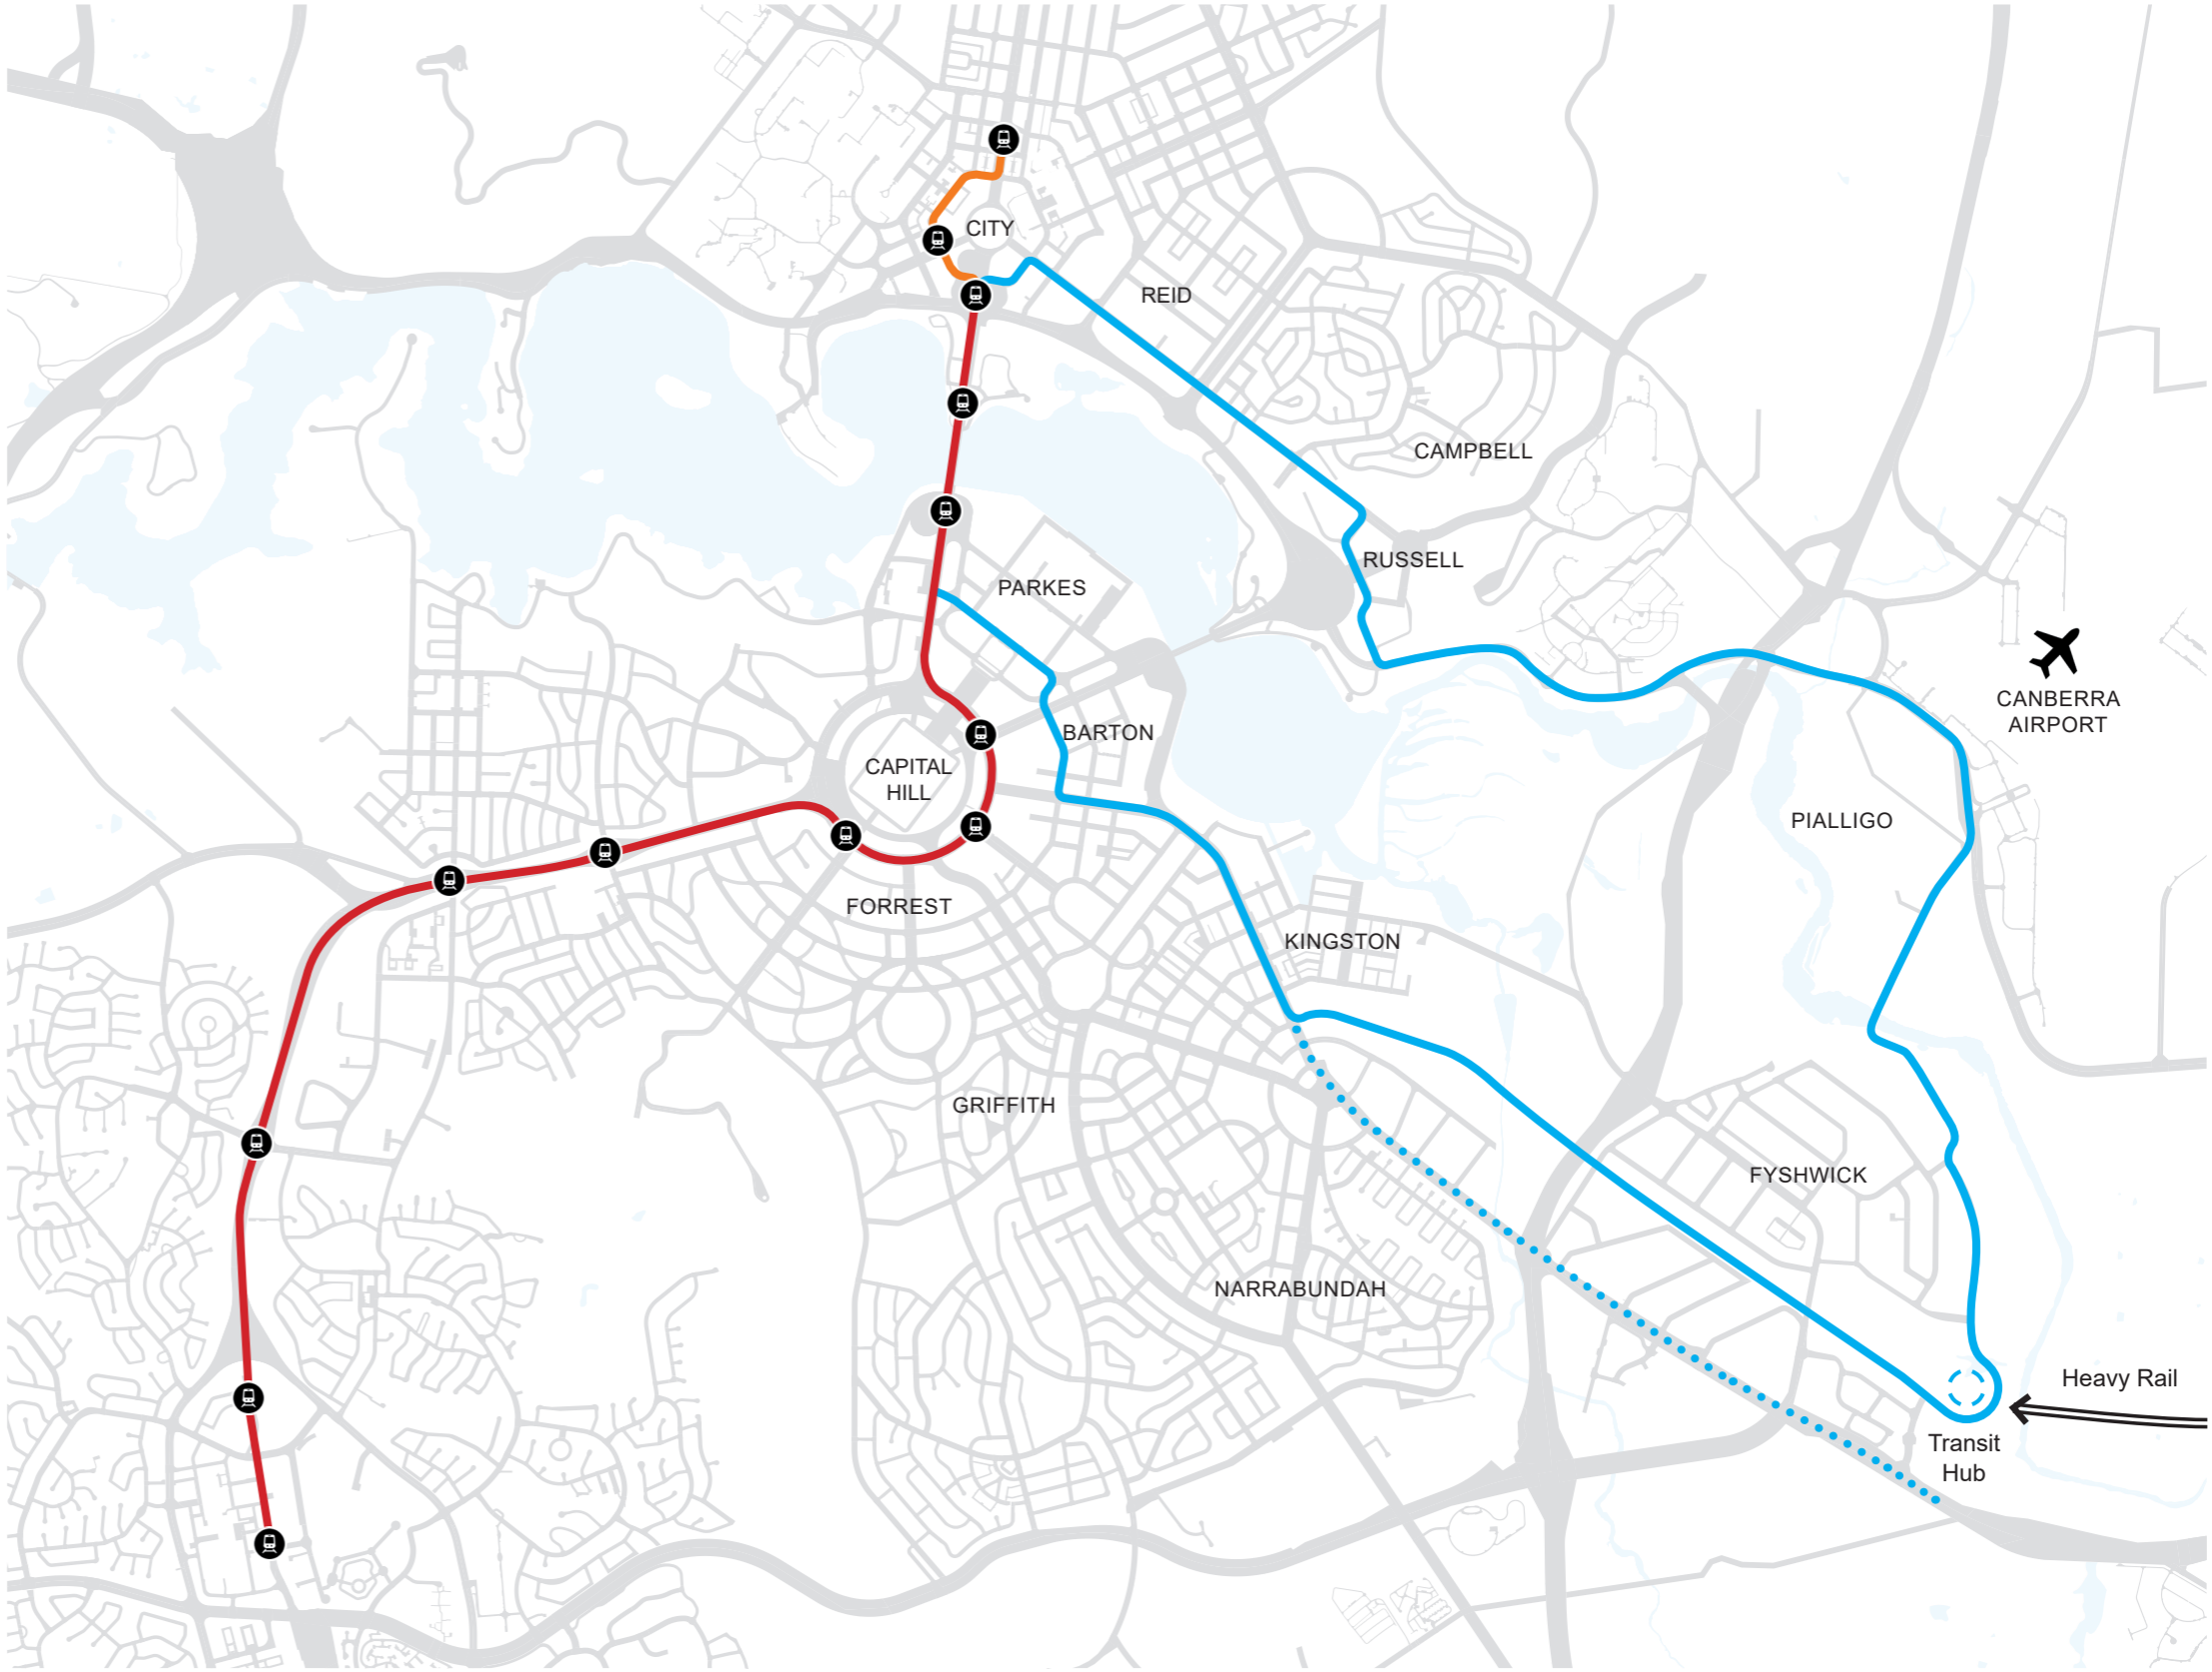 CITY
REID
CAMPBELL
RUSSELL
PARKES
CANBERRA
AIRPORT
BARTON
CAPITAL
HILL
PIALLIGO
FORREST
KINGSTON
GRIFFITH
FYSHWICK
NARRABUNDAH
Heavy Rail
Transit
Hub